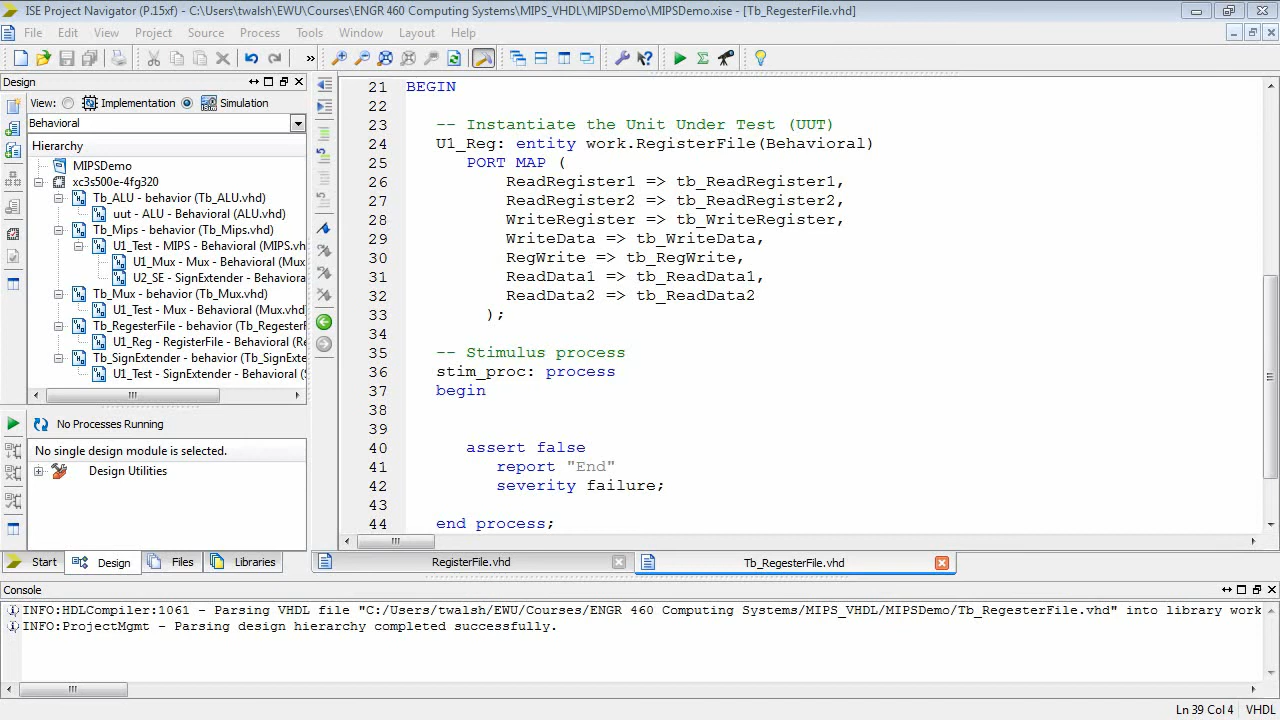 ISE Project Navigator (P.15xf) - C:\Users\twalsh\EWU\Courses\ENGR 460 Computing Systems\MIPS_VHDL\MIPSDemo\MIPSDemo.xise - [Tb_RegesterFile.vhd]
File Edit View Project Source Process Tools Window Layout Help
Design
View: Implementation Simulation
Behavioral
Hierarchy
MIPSDemo
xc3s500e-4fg320
Tb_ALU - behavior (Tb_ALU.vhd)
uut - ALU - Behavioral (ALU.vhd)
Tb_Mips - behavior (Tb_Mips.vhd)
U1_Test - MIPS - Behavioral (MIPS.vh
U1_Mux - Mux - Behavioral (M
U2_SE - SignExtender - Behavio
Tb_Mux - behavior (Tb_Mux.vhd)
U1_Test - Mux - Behavioral (Mux.vhd
Tb_RegesterFile - behavior (Tb_Regester
U1_Reg - RegisterFile - Behavioral (R
Tb_SignExtender - behavior (Tb_SignExte
U1_Test - SignExtender - Behavioral (
No Processes Running
No single design module is selected.
Design Utilities
Start Design Files Libraries
21 BEGIN
22
23 -- Instantiate the Unit Under Test (UUT)
24 U1_Reg: entity work.RegisterFile(Behavioral)
25 PORT MAP (
26 ReadRegister1 => tb_ReadRegister1,
27 ReadRegister2 => tb_ReadRegister2,
28 WriteRegister => tb_WriteRegister,
29 WriteData => tb_WriteData,
30 RegWrite => tb_RegWrite,
31 ReadData1 => tb_ReadData1,
32 ReadData2 => tb_ReadData2
33 );
34
35 -- Stimulus process
36 stim_proc: process
37 begin
38
39
40 assert false
41 report "End"
42 severity failure;
43
44 end process;
RegisterFile.vhd Tb_RegesterFile.vhd
Console
INFO:HDLCompiler:1061 - Parsing VHDL file "C:/Users/twalsh/EWU/Courses/ENGR 460 Computing Systems/MIPS_VHDL/MIPSDemo/Tb_RegesterFile.vhd" into library work
INFO:ProjectMgmt - Parsing design hierarchy completed successfully.
Ln 39 Col 4 VHDL